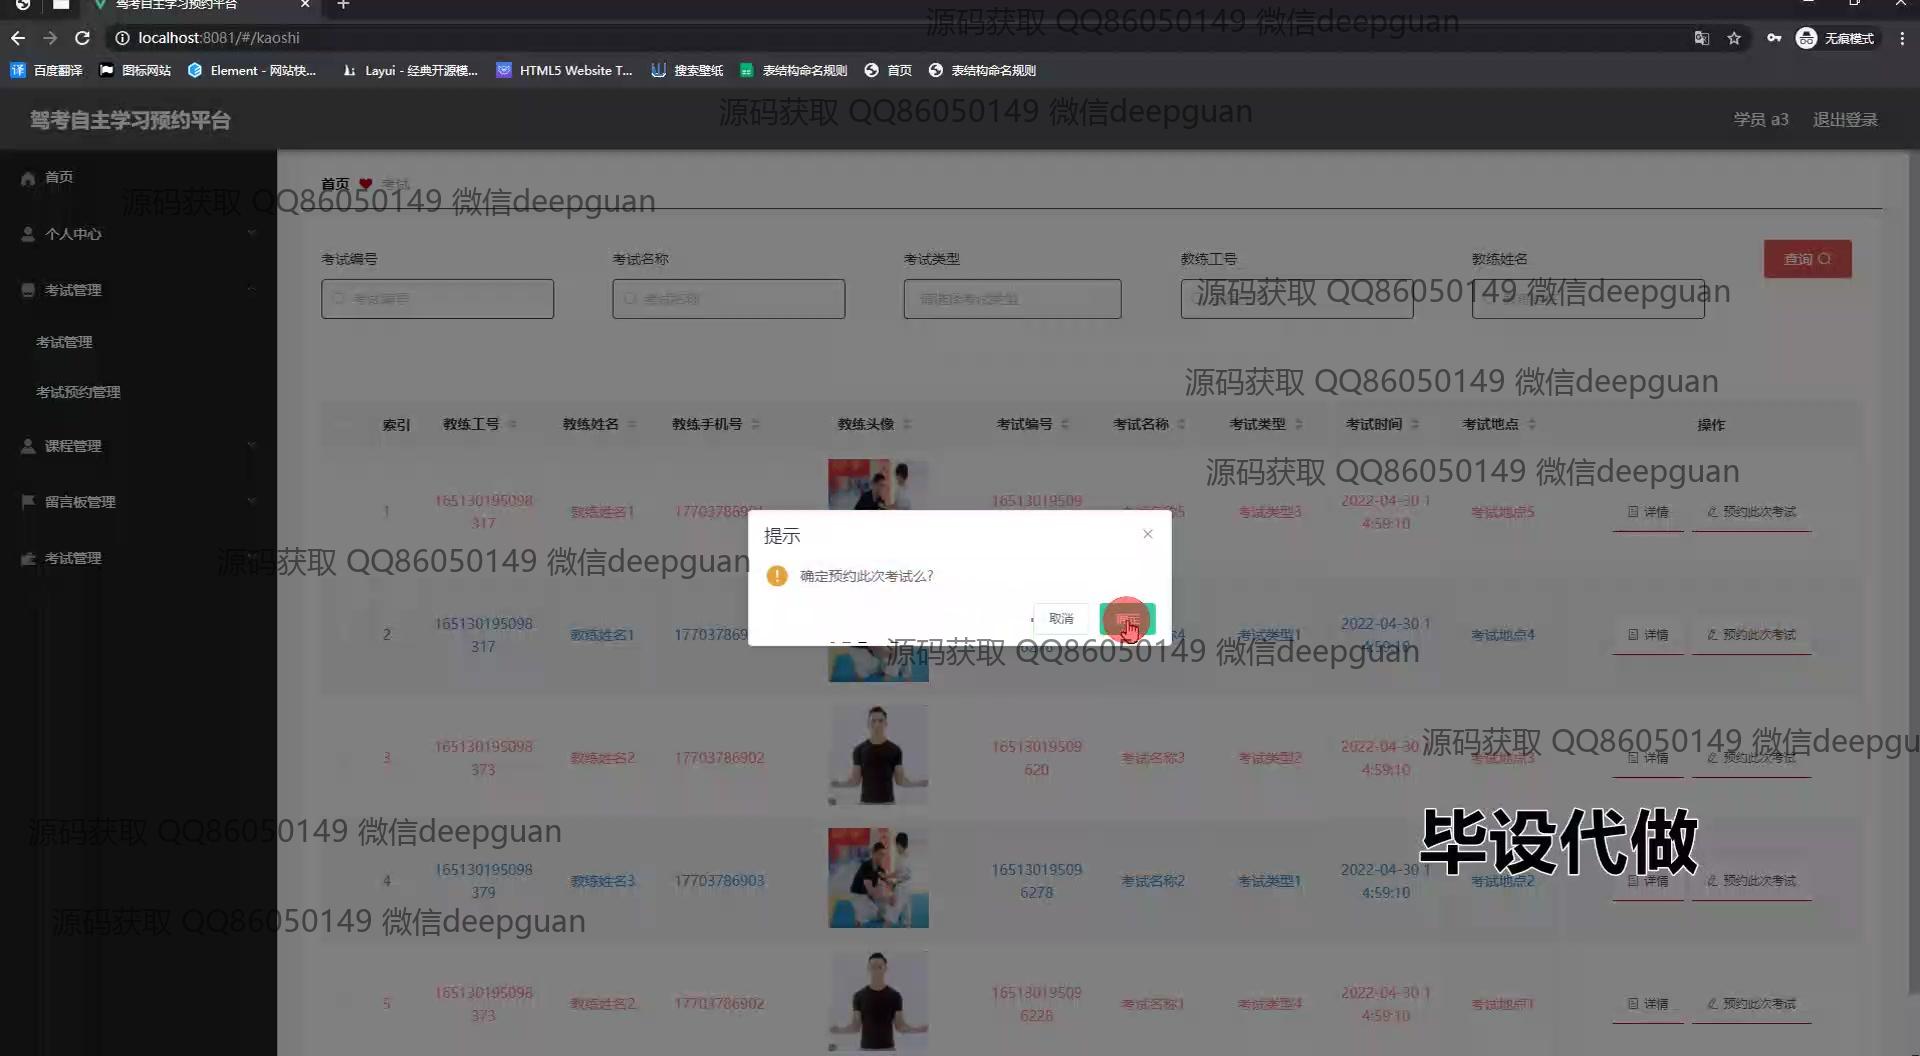 驾考自主学习预约平台
localhost:8081/#/kaoshi
无痕模式
百度翻译
图标网站
Element - 网站快...
Layui - 经典开源模...
HTML5 Website T...
搜索壁纸
表结构命名规则
首页
表结构命名规则
源码获取 QQ86050149 微信deepguan
源码获取 QQ86050149 微信deepguan
驾考自主学习预约平台
学员 a3
退出登录
首页
个人中心
考试管理
考试管理
考试预约管理
课程管理
留言板管理
考试管理
首页 考试
源码获取 QQ86050149 微信deepguan
考试编号
考试名称
考试类型
教练工号
教练姓名
查询
考试编号
考试名称
请选择考试类型
源码获取 QQ86050149 微信deepguan
源码获取 QQ86050149 微信deepguan
索引 教练工号 教练姓名 教练手机号 教练头像 考试编号 考试名称 考试类型 考试时间 考试地点 操作
源码获取 QQ86050149 微信deepguan
1 165130195098 教练姓名1 16513019509 考试类型3 2022-04-30 1 考试地点5 详情 预约此次考试
317 4:59:10
提示
确定预约此次考试么?
取消
源码获取 QQ86050149 微信deepguan
2 165130195098 教练姓名1 考试类型1 2022-04-30 1 考试地点4 详情 预约此次考试
317 4:59:10
源码获取 QQ86050149 微信deepguan
3 165130195098 教练姓名2 17703786902 16513019509 考试名称3 考试类型2 2022-04-30 考试地点3 详情 预约此次考试
373 620 4:59:10
源码获取 QQ86050149 微信deepgu
毕设代做
源码获取 QQ86050149 微信deepguan
4 165130195098 教练姓名3 17703786903 16513019509 考试名称2 考试类型1 2022-04-30 1 考试地点2 详情 预约此次考试
379 6278 4:59:10
源码获取 QQ86050149 微信deepguan
5 165130195098 教练姓名2 17703786902 16513019509 考试名称1 考试类型4 2022-04-30 1 考试地点1 详情 预约此次考试
373 6228 4:59:10